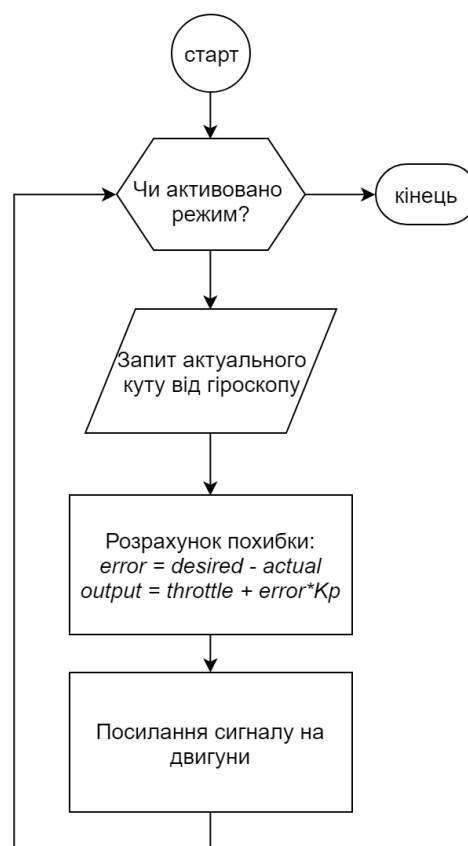 старт
Чи активовано
режим?
кінець
Запит актуального
куту від гіроскопу
Розрахунок похибки:
error = desired - actual
output = throttle + error*Kp
Посилання сигналу на
двигуни